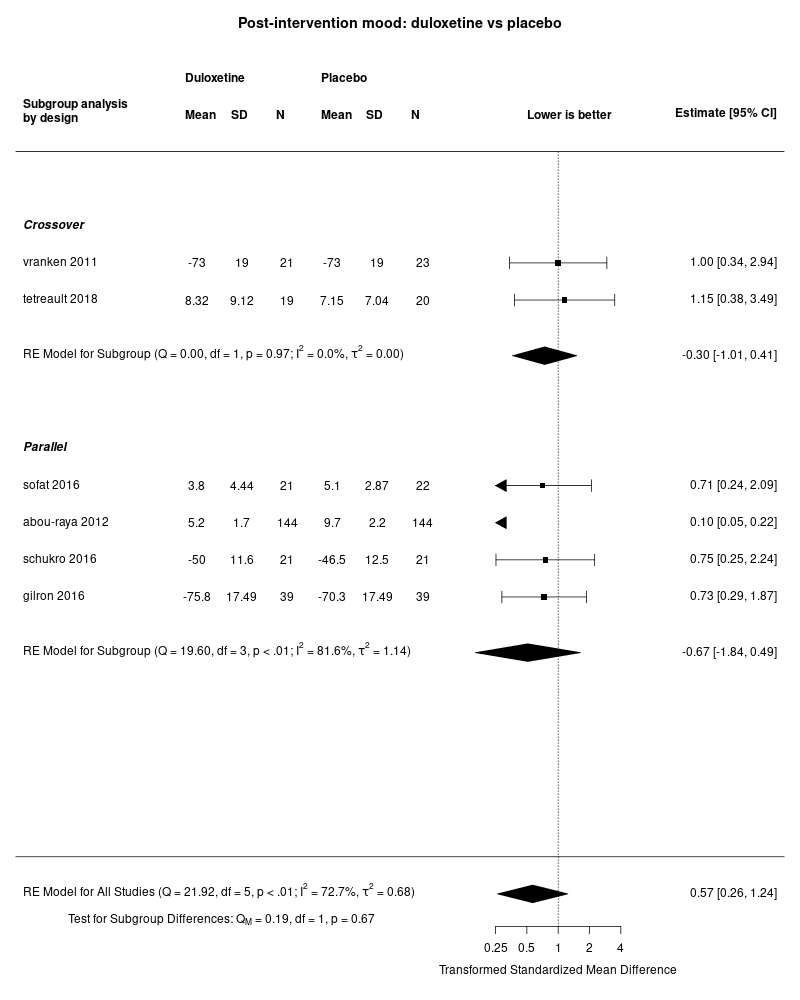 Post-intervention mood: duloxetine vs placebo
Duloxetine Placebo
Subgroup analysis
by design Mean SD N Mean SD N Lower is better Estimate [95% CI]
Crossover
vranken 2011 -73 19 21 -73 19 23 1.00 [0.34, 2.94]
tetreault 2018 8.32 9.12 19 7.15 7.04 20 1.15 [0.38, 3.49]
RE Model for Subgroup (Q = 0.00, df = 1, p = 0.97; I² = 0.0%, τ² = 0.00) -0.30 [-1.01, 0.41]
Parallel
sofat 2016 3.8 4.44 21 5.1 2.87 22 0.71 [0.24, 2.09]
abou-raya 2012 5.2 1.7 144 9.7 2.2 144 0.10 [0.05, 0.22]
schukro 2016 -50 11.6 21 -46.5 12.5 21 0.75 [0.25, 2.24]
gilron 2016 -75.8 17.49 39 -70.3 17.49 39 0.73 [0.29, 1.87]
RE Model for Subgroup (Q = 19.60, df = 3, p < .01; I² = 81.6%, τ² = 1.14) -0.67 [-1.84, 0.49]
RE Model for All Studies (Q = 21.92, df = 5, p < .01; I² = 72.7%, τ² = 0.68) 0.57 [0.26, 1.24]
Test for Subgroup Differences: QM = 0.19, df = 1, p = 0.67
0.25 0.5 1 2 4
Transformed Standardized Mean Difference